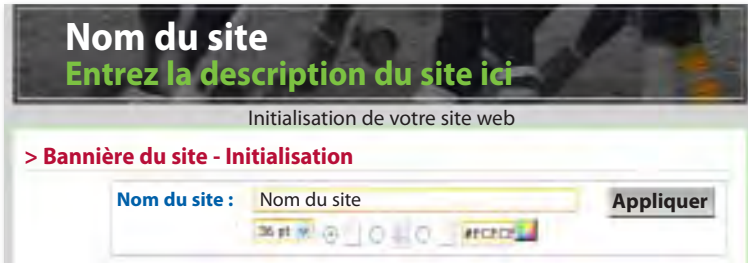 Nom du site
Entrez la description du site ici
Initialisation de votre site web
> Bannière du site - Initialisation
Nom du site : Nom du site Appliquer
36 pt